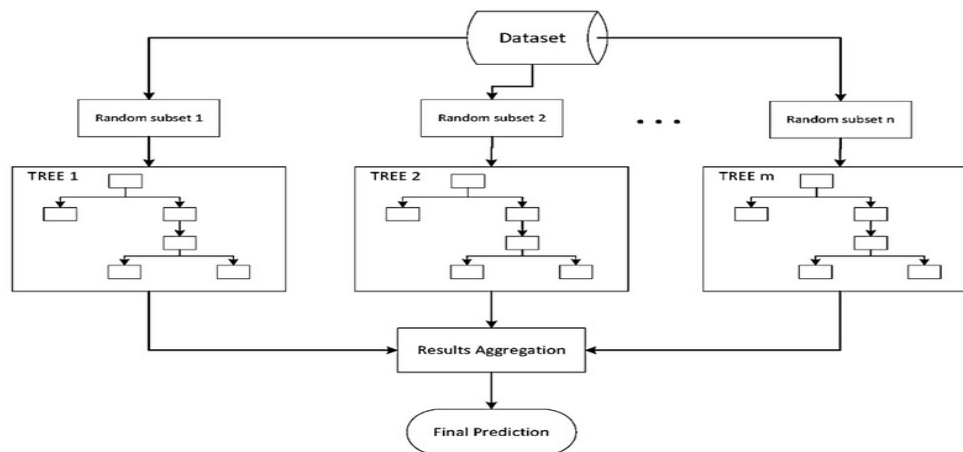 Dataset
Random subset 1
Random subset 2
• • •
Random subset n
TREE 1
TREE 2
TREE m
Results Aggregation
Final Prediction